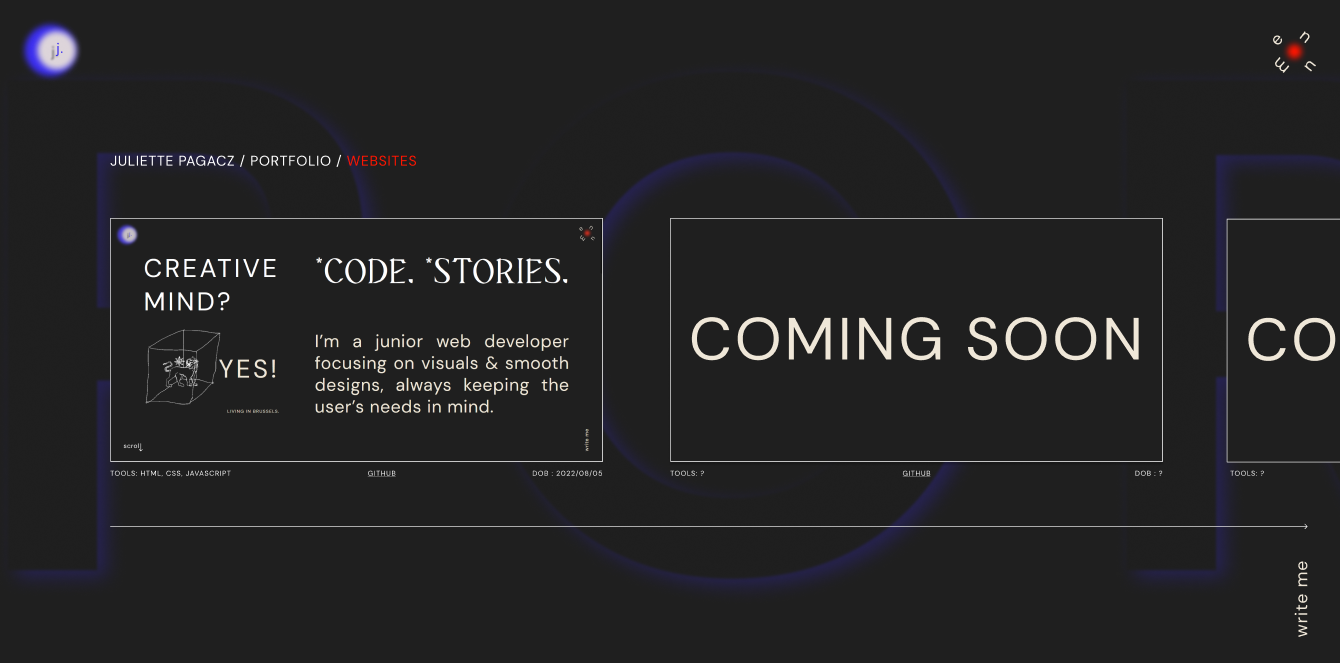 j.
menu
JULIETTE PAGACZ / PORTFOLIO / WEBSITES
CREATIVE
MIND?
YES!
LIVING IN BRUSSELS.
scroll
*CODE. *STORIES.
I'm a junior web developer
focusing on visuals & smooth
designs, always keeping the
user's needs in mind.
write me
TOOLS: HTML, CSS, JAVASCRIPT
GITHUB
DOB : 2022/08/05
COMING SOON
TOOLS: ?
GITHUB
DOB : ?
CO
TOOLS: ?
write me